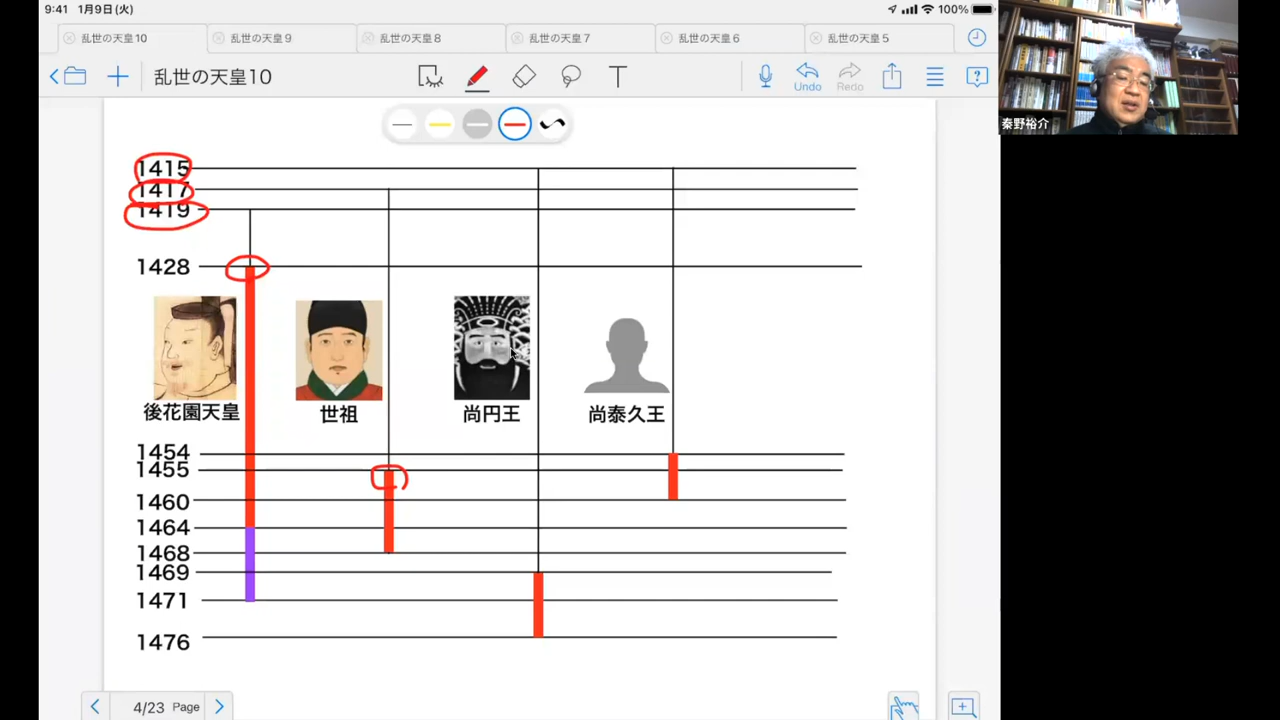 9:41 1月9日(火) 100%
乱世の天皇10 乱世の天皇9 乱世の天皇8 乱世の天皇7 乱世の天皇6 乱世の天皇5
乱世の天皇10 T Undo Redo
秦野裕介
1415
1417
1419
1428
後花園天皇 世祖 尚円王 尚泰久王
1454
1455
1460
1464
1468
1469
1471
1476
4/23 Page